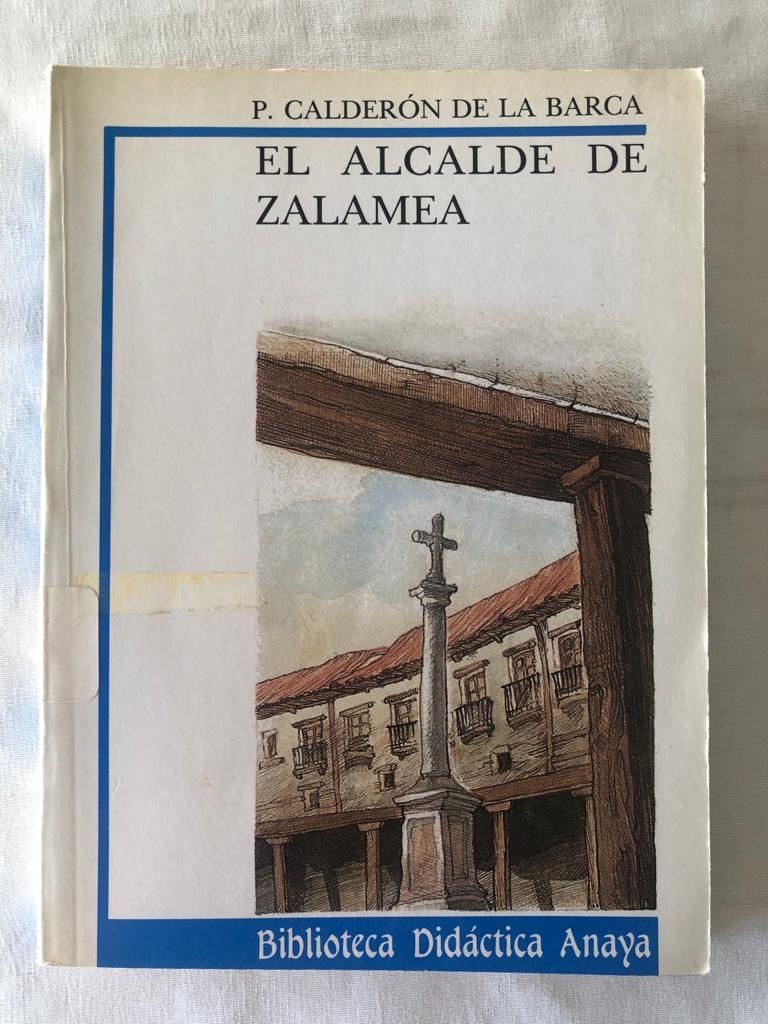 P. CALDERÓN DE LA BARCA
EL ALCALDE DE
ZALAMEA
Biblioteca Didáctica Anaya